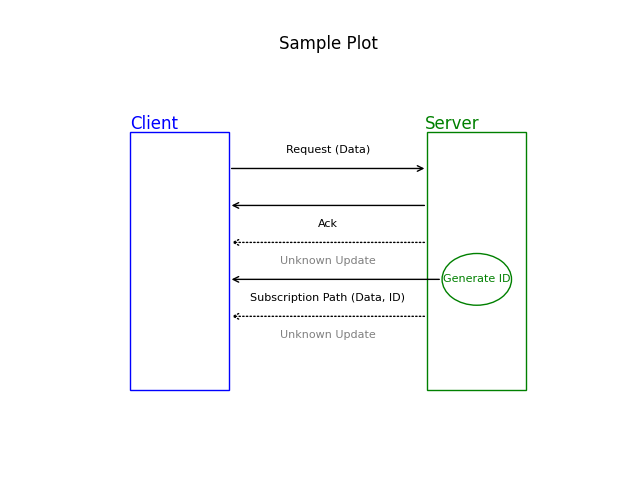 Sample Plot
Client
Server
Request (Data)
Ack
Unknown Update
Generate ID
Subscription Path (Data, ID)
Unknown Update